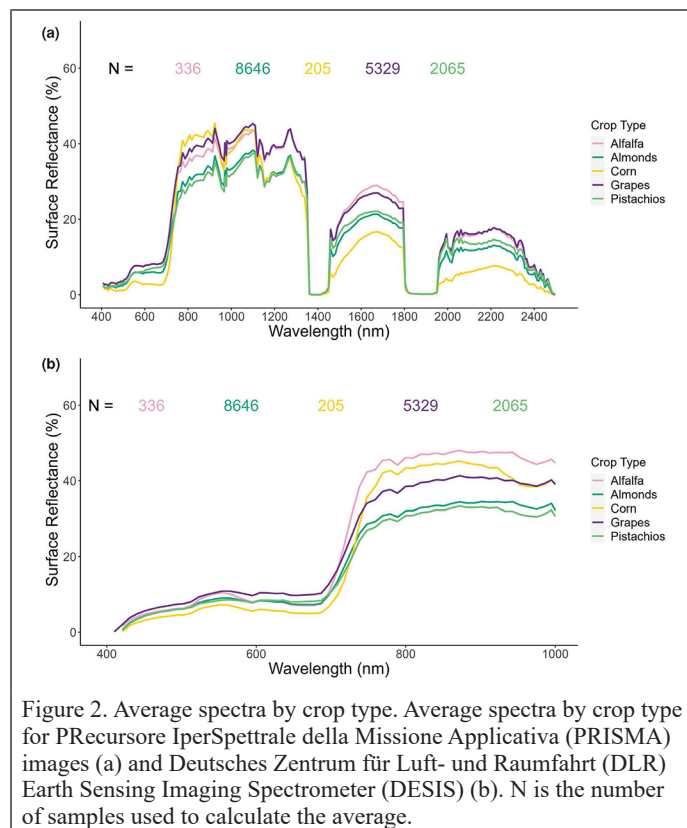 (a)
N = 336 8646 205 5329 2065
Surface Reflectance (%)
60
40
20
0
400 600 800 1000 1200 1400 1600 1800 2000 2200 2400
Wavelength (nm)
Crop Type
Alfalfa
Almonds
Corn
Grapes
Pistachios
(b)
N = 336 8646 205 5329 2065
Surface Reflectance (%)
60
40
20
0
400 600 800 1000
Wavelength (nm)
Crop Type
Alfalfa
Almonds
Corn
Grapes
Pistachios
Figure 2. Average spectra by crop type. Average spectra by crop type
for PRecursore IperSpettrale della Missione Applicativa (PRISMA)
images (a) and Deutsches Zentrum für Luft- und Raumfahrt (DLR)
Earth Sensing Imaging Spectrometer (DESIS) (b). N is the number
of samples used to calculate the average.